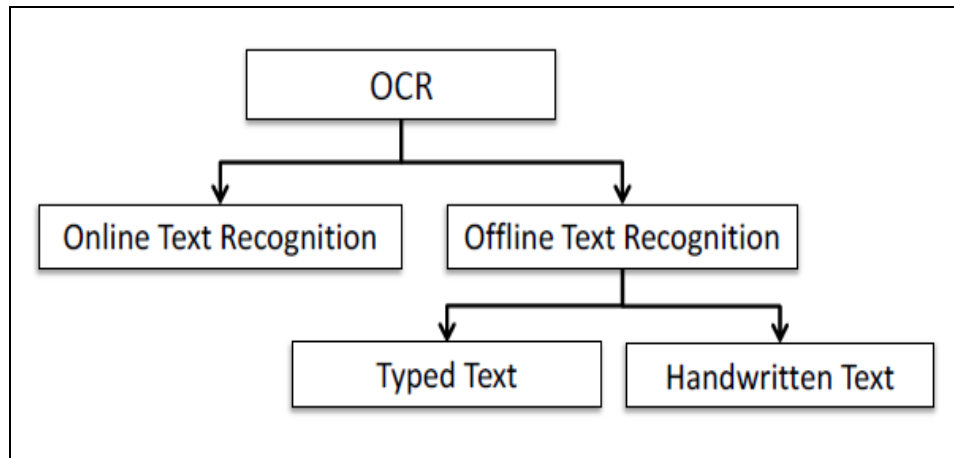 OCR
Online Text Recognition
Offline Text Recognition
Typed Text
Handwritten Text